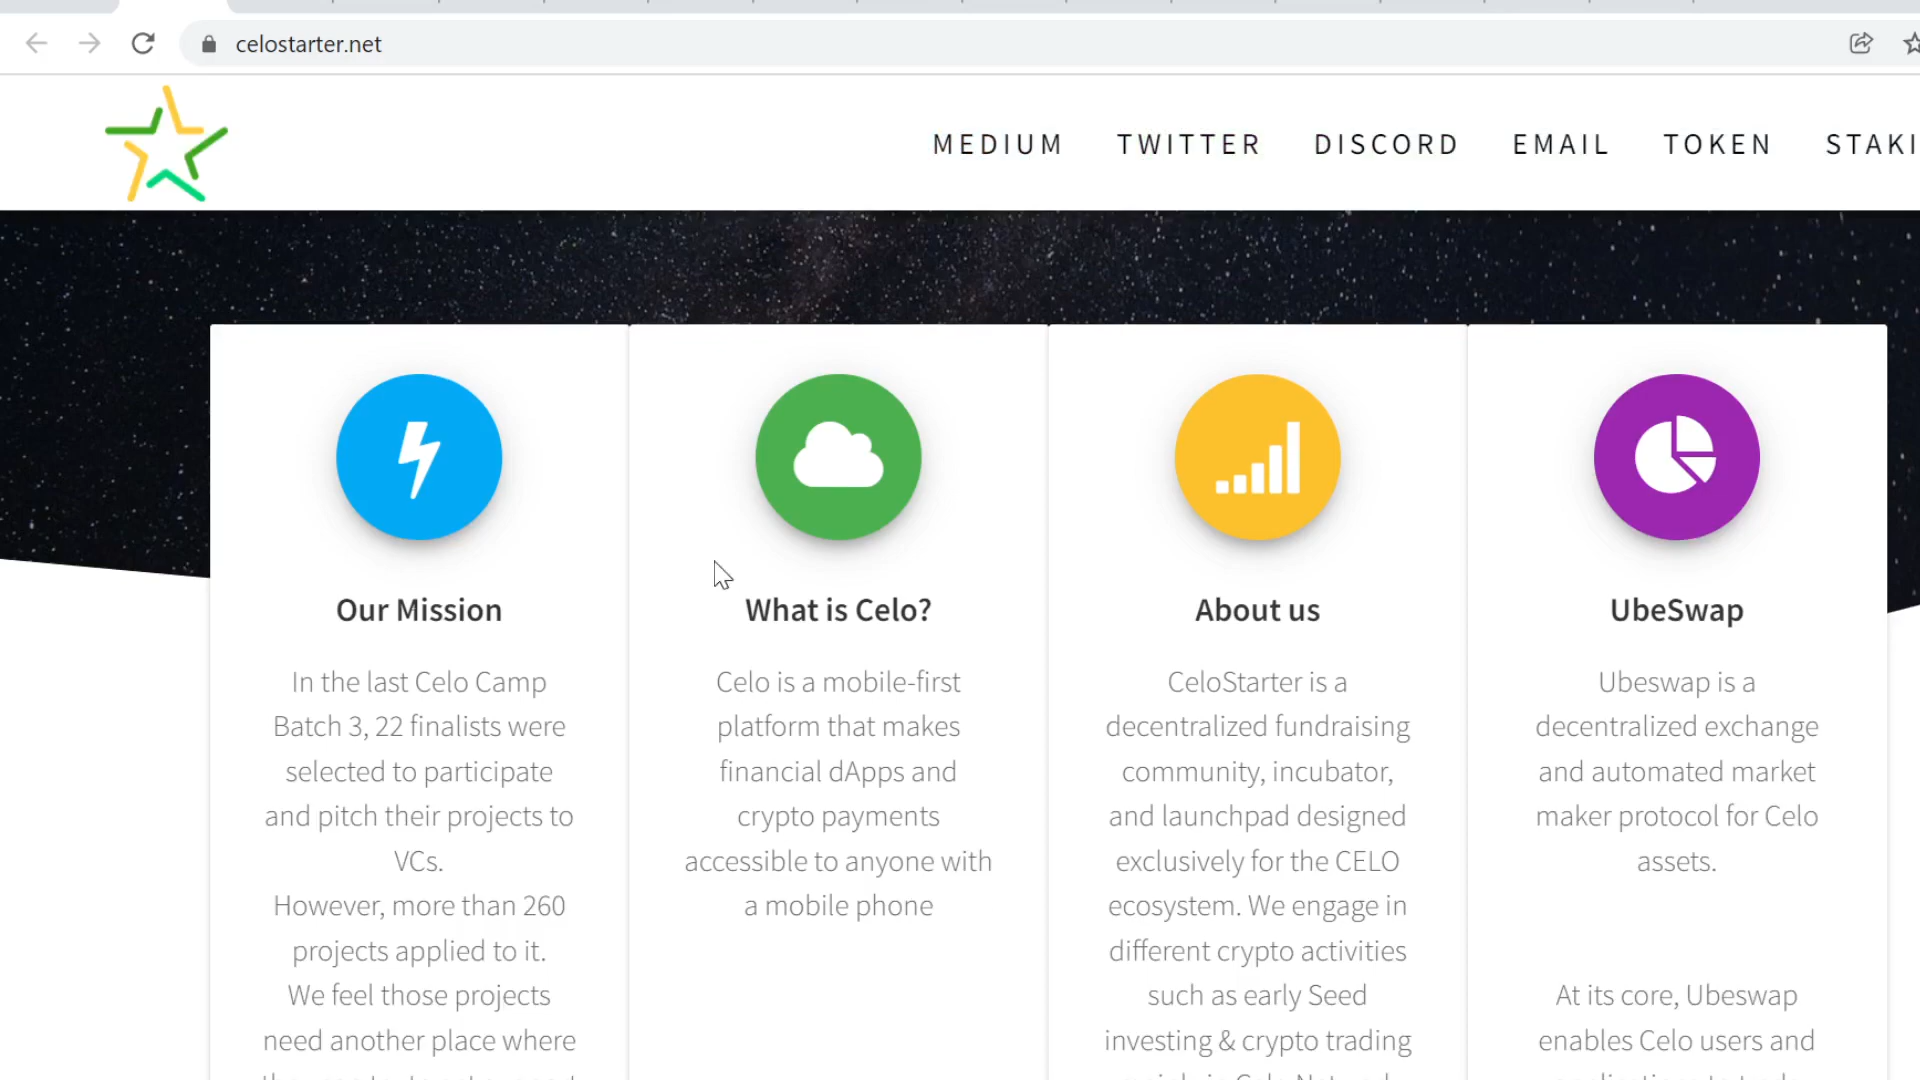 celostarter.net
MEDIUM TWITTER DISCORD EMAIL TOKEN
Our Mission
In the last Celo Camp
Batch 3, 22 finalists were
selected to participate
and pitch their projects to
VCs.
However, more than 260
projects applied to it.
We feel those projects
need another place where
What is Celo?
Celo is a mobile-first
platform that makes
financial dApps and
crypto payments
accessible to anyone with
a mobile phone
About us
CeloStarter is a
decentralized fundraising
community, incubator,
and launchpad designed
exclusively for the CELO
ecosystem. We engage in
different crypto activities
such as early Seed
investing & crypto trading
UbeSwap
Ubeswap is a
decentralized exchange
and automated market
maker protocol for Celo
assets.
At its core, Ubeswap
enables Celo users and